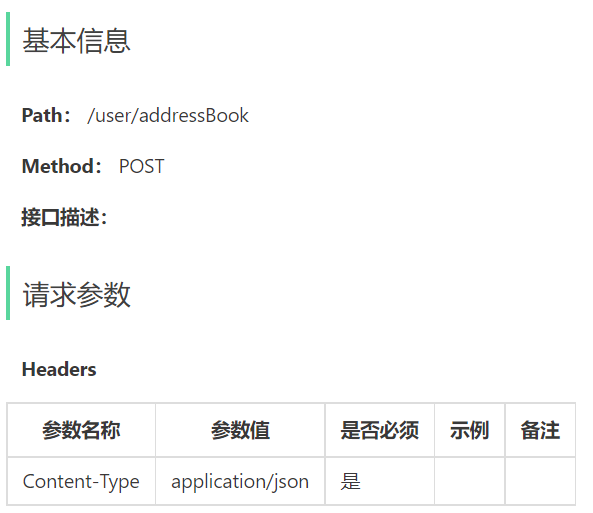 基本信息
Path： /user/addressBook
Method： POST
接口描述：
请求参数
Headers
参数名称 参数值 是否必须 示例 备注
Content-Type application/json 是